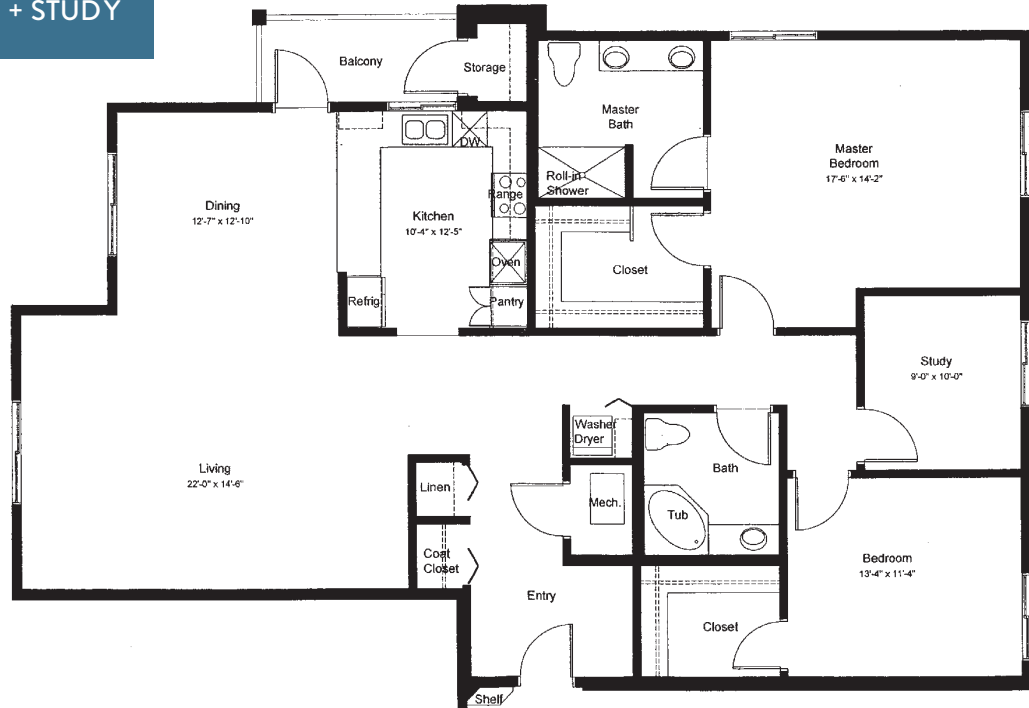 + STUDY
Balcony
Storage
Master
Bath
Master
Bedroom
17'-6" x 14'-2"
DW
Roll-in
Shower
Range
Dining
12'-7" x 12'-10"
Kitchen
10'-4" x 12'-5"
Closet
Oven
Refrig
Pantry
Study
9'-0" x 10'-0"
Washer
Dryer
Living
22'-0" x 14'-6"
Bath
Linen
Mech.
Tub
Coat
Closet
Bedroom
13'-4" x 11'-4"
Entry
Closet
Shelf